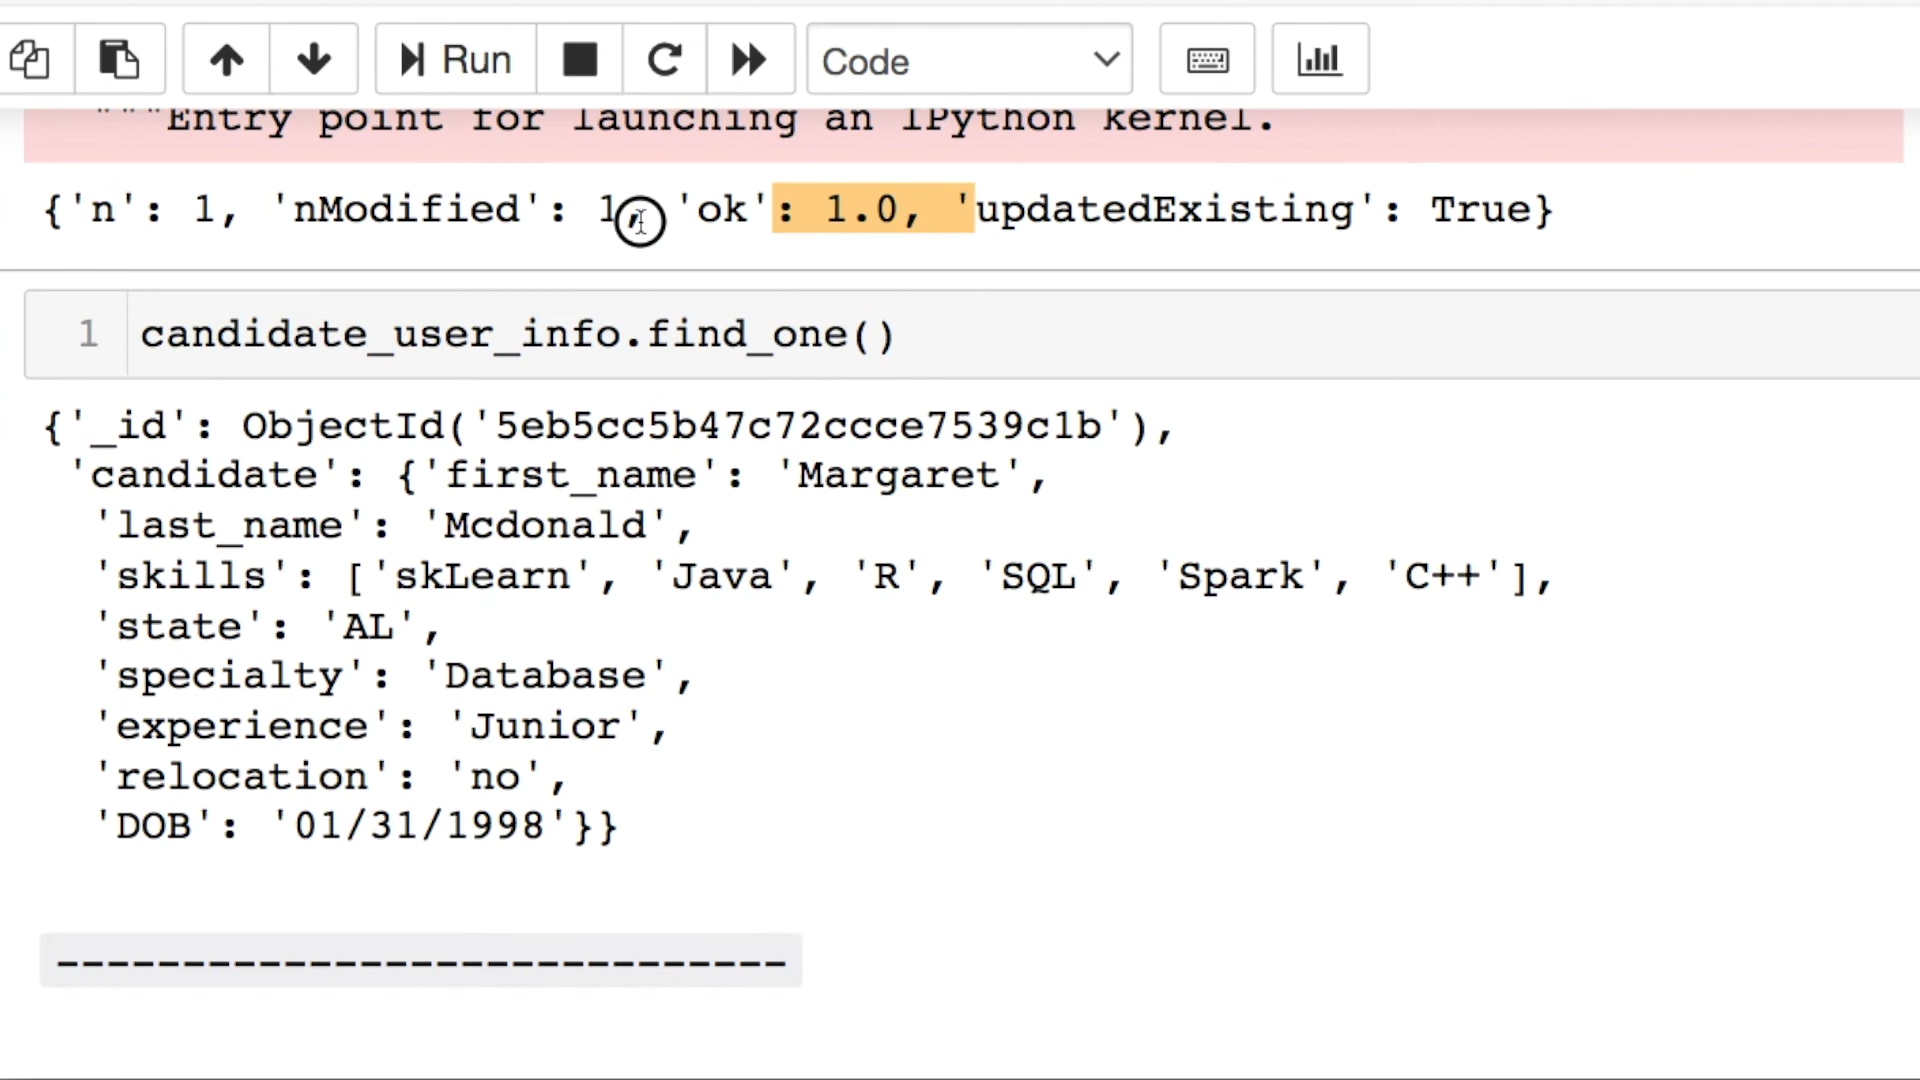 Run
Code
"""Entry point for launching an IPython kernel.
{'n': 1, 'nModified': 1, 'ok': 1.0, 'updatedExisting': True}
1 candidate_user_info.find_one()
{'_id': ObjectId('5eb5cc5b47c72ccce7539c1b'),
'candidate': {'first_name': 'Margaret',
'last_name': 'Mcdonald',
'skills': ['skLearn', 'Java', 'R', 'SQL', 'Spark', 'C++'],
'state': 'AL',
'specialty': 'Database',
'experience': 'Junior',
'relocation': 'no',
'DOB': '01/31/1998'}}
-----------------------------